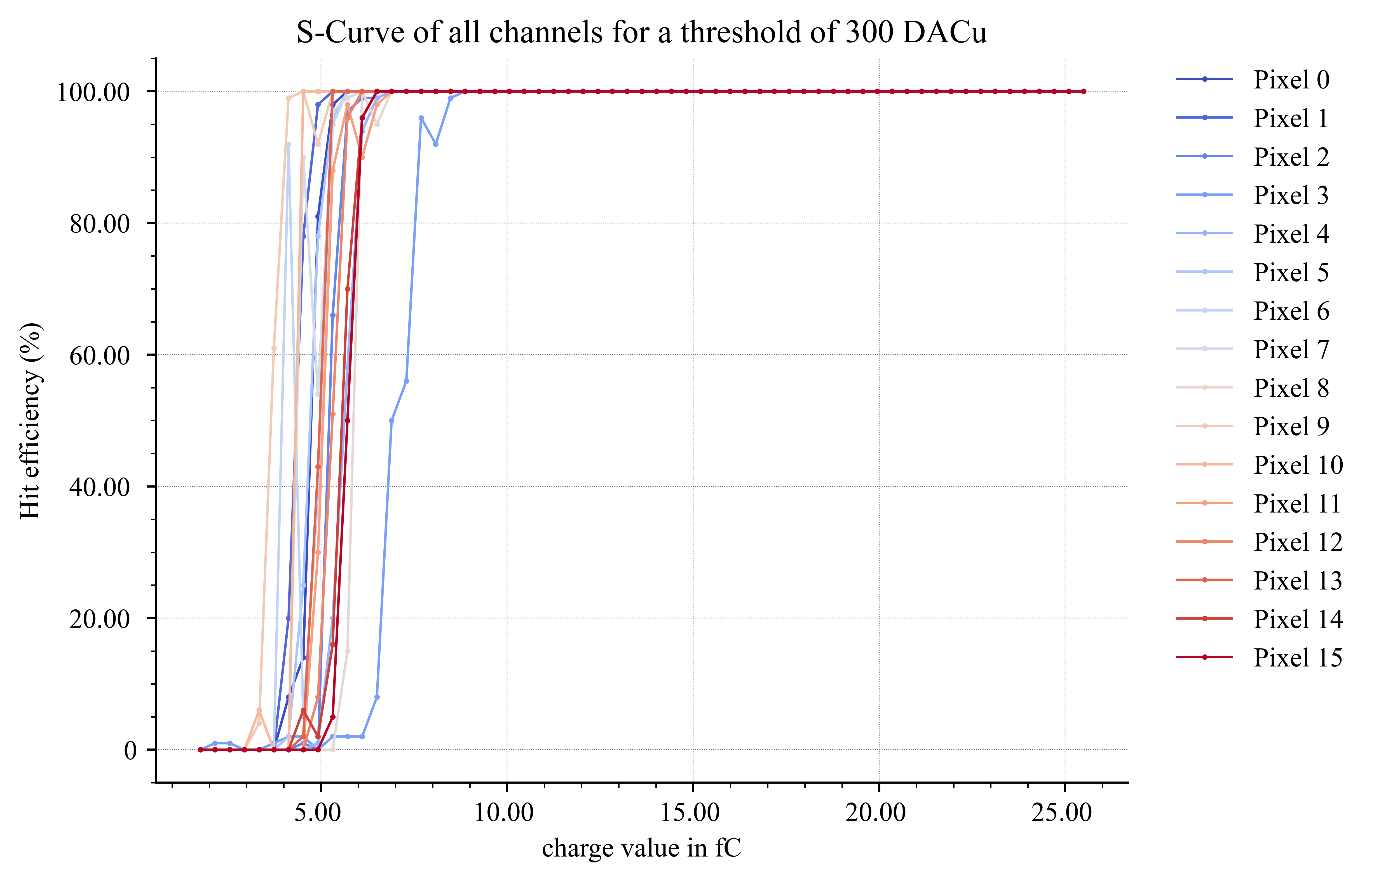 S-Curve of all channels for a threshold of 300 DACu
100.00
80.00
60.00
40.00
20.00
0
Hit efficiency (%)
5.00
10.00
15.00
20.00
25.00
charge value in fC
Pixel 0
Pixel 1
Pixel 2
Pixel 3
Pixel 4
Pixel 5
Pixel 6
Pixel 7
Pixel 8
Pixel 9
Pixel 10
Pixel 11
Pixel 12
Pixel 13
Pixel 14
Pixel 15